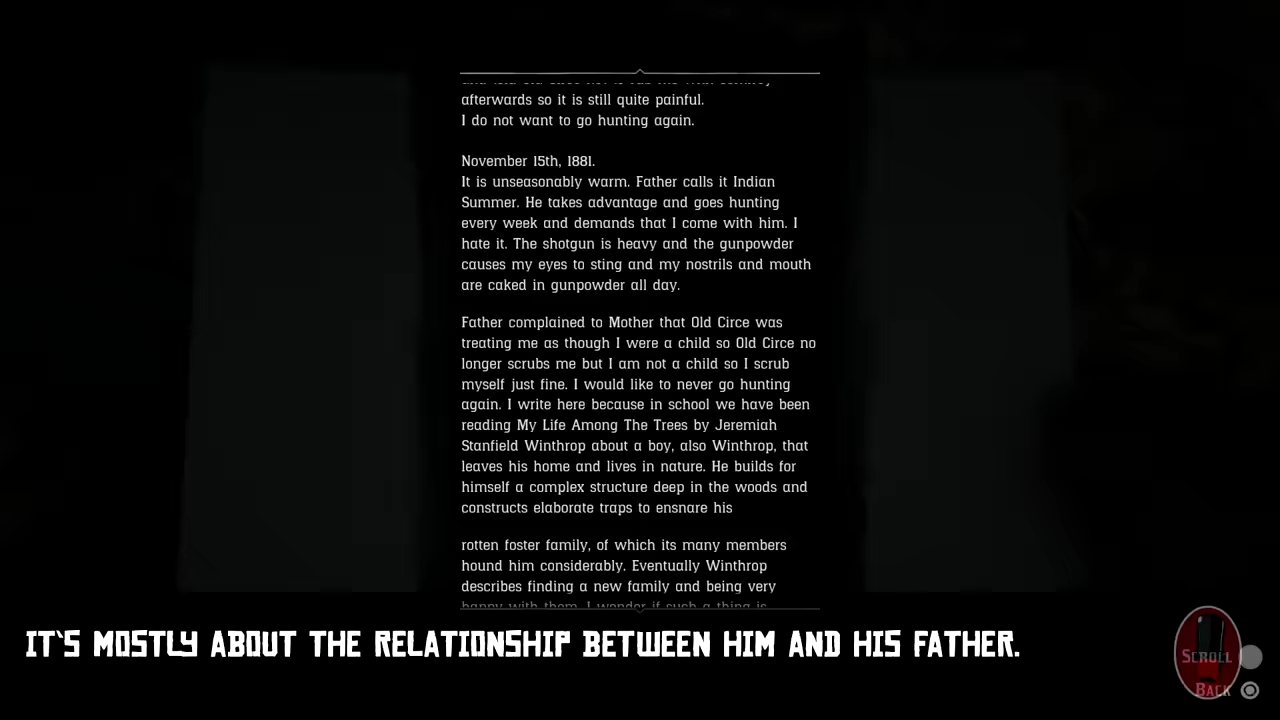 afterwards so it is still quite painful.
I do not want to go hunting again.
November 15th, 1881.
It is unseasonably warm. Father calls it Indian
Summer. He takes advantage and goes hunting
every week and demands that I come with him. I
hate it. The shotgun is heavy and the gunpowder
causes my eyes to sting and my nostrils and mouth
are caked in gunpowder all day.
Father complained to Mother that Old Circe was
treating me as though I were a child so Old Circe no
longer scrubs me but I am not a child so I scrub
myself just fine. I would like to never go hunting
again. I write here because in school we have been
reading My Life Among The Trees by Jeremiah
Stanfield Winthrop about a boy, also Winthrop, that
leaves his home and lives in nature. He builds for
himself a complex structure deep in the woods and
constructs elaborate traps to ensnare his
rotten foster family, of which its many members
hound him considerably. Eventually Winthrop
describes finding a new family and being very
happy with them. I wonder if such a thing is
IT'S MOSTLY ABOUT THE RELATIONSHIP BETWEEN HIM AND HIS FATHER.
SCROLL
BACK